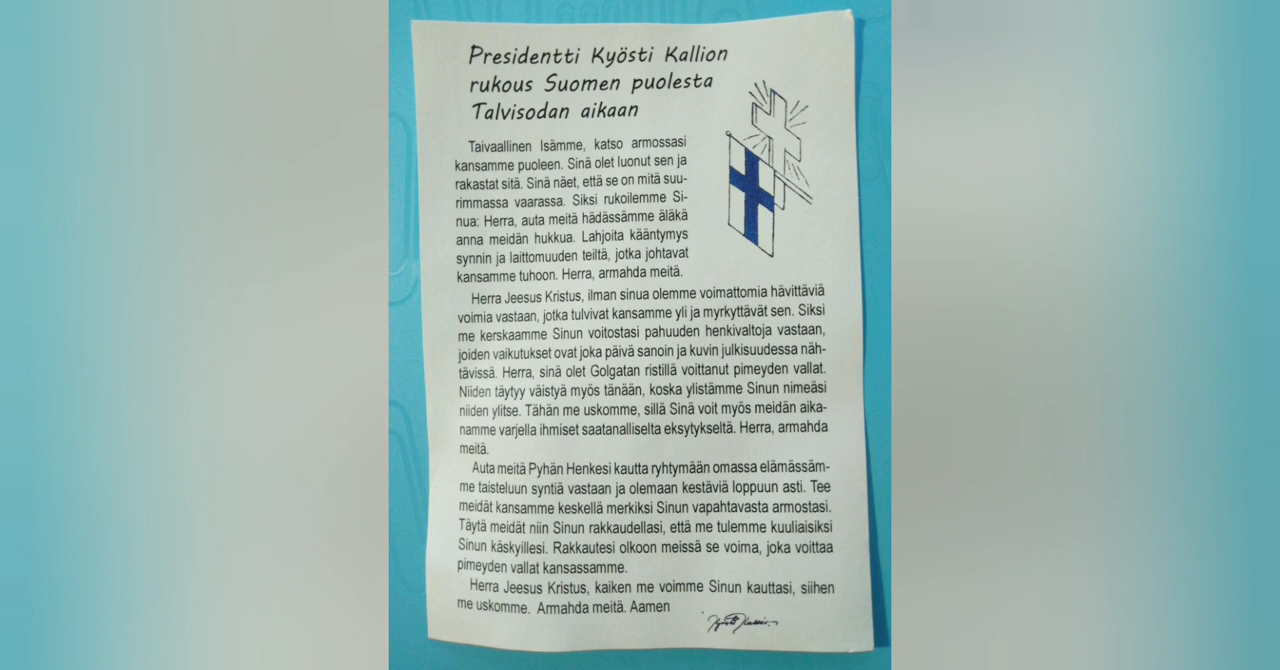 Presidentti Kyösti Kallion
rukous Suomen puolesta
Talvisodan aikaan
Taivaallinen Isämme, katso armossasi
kansamme puoleen. Sinä olet luonut sen ja
rakastat sitä. Sinä näet, että se on mitä suu-
rimmassa vaarassa. Siksi rukoilemme Si-
nua: Herra, auta meitä hädässämme äläkä
anna meidän hukkua. Lahjoita kääntymys
synnin ja laittomuuden teiltä, jotka johtavat
kansamme tuhoon. Herra, armahda meitä.
Herra Jeesus Kristus, ilman sinua olemme voimattomia hävittäviä
voimia vastaan, jotka tulvivat kansamme yli ja myrkyttävät sen. Siksi
me kerskaamme Sinun voitostasi pahuuden henkivaltoja vastaan,
joiden vaikutukset ovat joka päivä sanoin ja kuvin julkisuudessa näh-
tävissä. Herra, sinä olet Golgatan ristillä voittanut pimeyden vallat.
Niiden täytyy väistyä myös tänään, koska ylistämme Sinun nimeäsi
niiden ylitse. Tähän me uskomme, sillä Sinä voit myös meidän aika-
namme varjella ihmiset saatanalliselta eksytykseltä. Herra, armahda
meitä.
Auta meitä Pyhän Henkesi kautta ryhtymään omassa elämässäm-
me taisteluun syntiä vastaan ja olemaan kestäviä loppuun asti. Tee
meidät kansamme keskellä merkiksi Sinun vapahtavasta armostasi.
Täytä meidät niin Sinun rakkaudellasi, että me tulemme kuuliaisiksi
Sinun käskyillesi. Rakkautesi olkoon meissä se voima, joka voittaa
pimeyden vallat kansassamme.
Herra Jeesus Kristus, kaiken me voimme Sinun kauttasi, siihen
me uskomme. Armahda meitä. Aamen
Kyösti Kallio